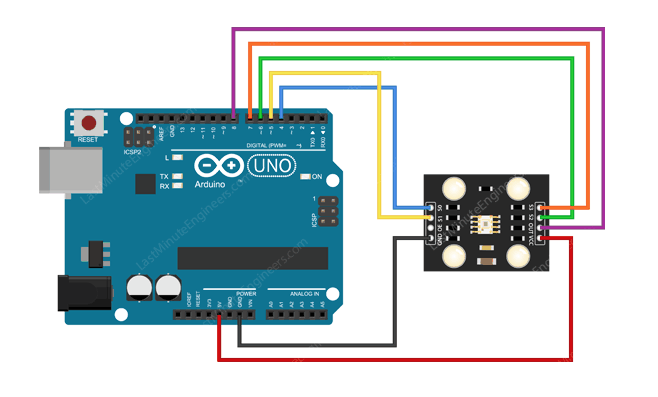 RESET
ICSP2
AREF
GND
13
12
~11
~10
~9
8
7
~6
~5
4
~3
2
TX0 ▶ 1
RX0 ◀ 0
DIGITAL (PWM~)
L
TX
RX
UNO
Arduino
ON
1
ICSP
IOREF
RESET
3V3
5V
GND
GND
VIN
POWER
ANALOG IN
A0
A1
A2
A3
A4
A5
S0
S1
OE
GND
S3
S2
OUT
VCC
LastMinuteEngineers.com